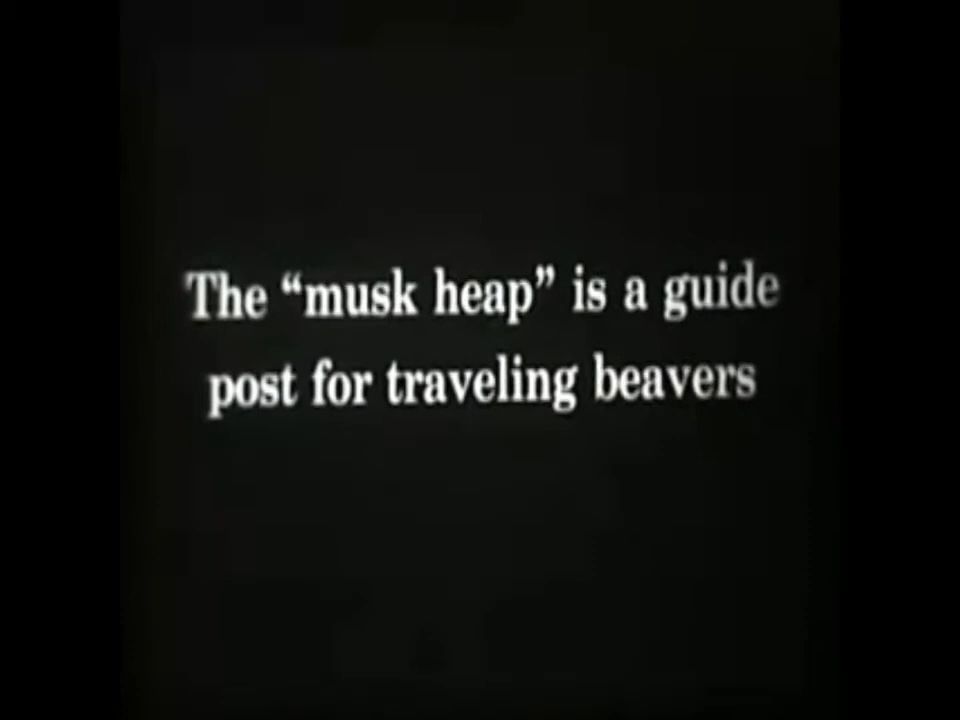 The “musk heap” is a guide
post for traveling beavers